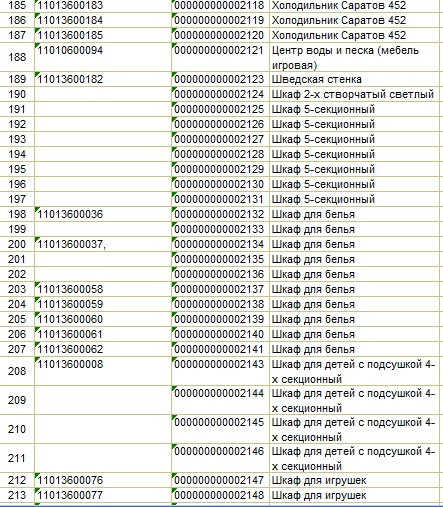 185 11013600183 000000000002118 Холодильник Саратов 452
186 11013600184 000000000002119 Холодильник Саратов 452
187 11013600185 000000000002120 Холодильник Саратов 452
188 11010600094 000000000002121 Центр воды и песка (мебель
игровая)
189 11013600182 000000000002123 Шведская стенка
190 000000000002124 Шкаф 2-х створчатый светлый
191 000000000002125 Шкаф 5-секционный
192 000000000002126 Шкаф 5-секционный
193 000000000002127 Шкаф 5-секционный
194 000000000002128 Шкаф 5-секционный
195 000000000002129 Шкаф 5-секционный
196 000000000002130 Шкаф 5-секционный
197 000000000002131 Шкаф 5-секционный
198 11013600036 000000000002132 Шкаф для белья
199 000000000002133 Шкаф для белья
200 11013600037, 000000000002134 Шкаф для белья
201 000000000002135 Шкаф для белья
202 000000000002136 Шкаф для белья
203 11013600058 000000000002137 Шкаф для белья
204 11013600059 000000000002138 Шкаф для белья
205 11013600060 000000000002139 Шкаф для белья
206 11013600061 000000000002140 Шкаф для белья
207 11013600062 000000000002141 Шкаф для белья
208 11013600008 000000000002143 Шкаф для детей с подсушкой 4-
х секционный
209 000000000002144 Шкаф для детей с подсушкой 4-
х секционный
210 000000000002145 Шкаф для детей с подсушкой 4-
х секционный
211 000000000002146 Шкаф для детей с подсушкой 4-
х секционный
212 11013600076 000000000002147 Шкаф для игрушек
213 11013600077 000000000002148 Шкаф для игрушек